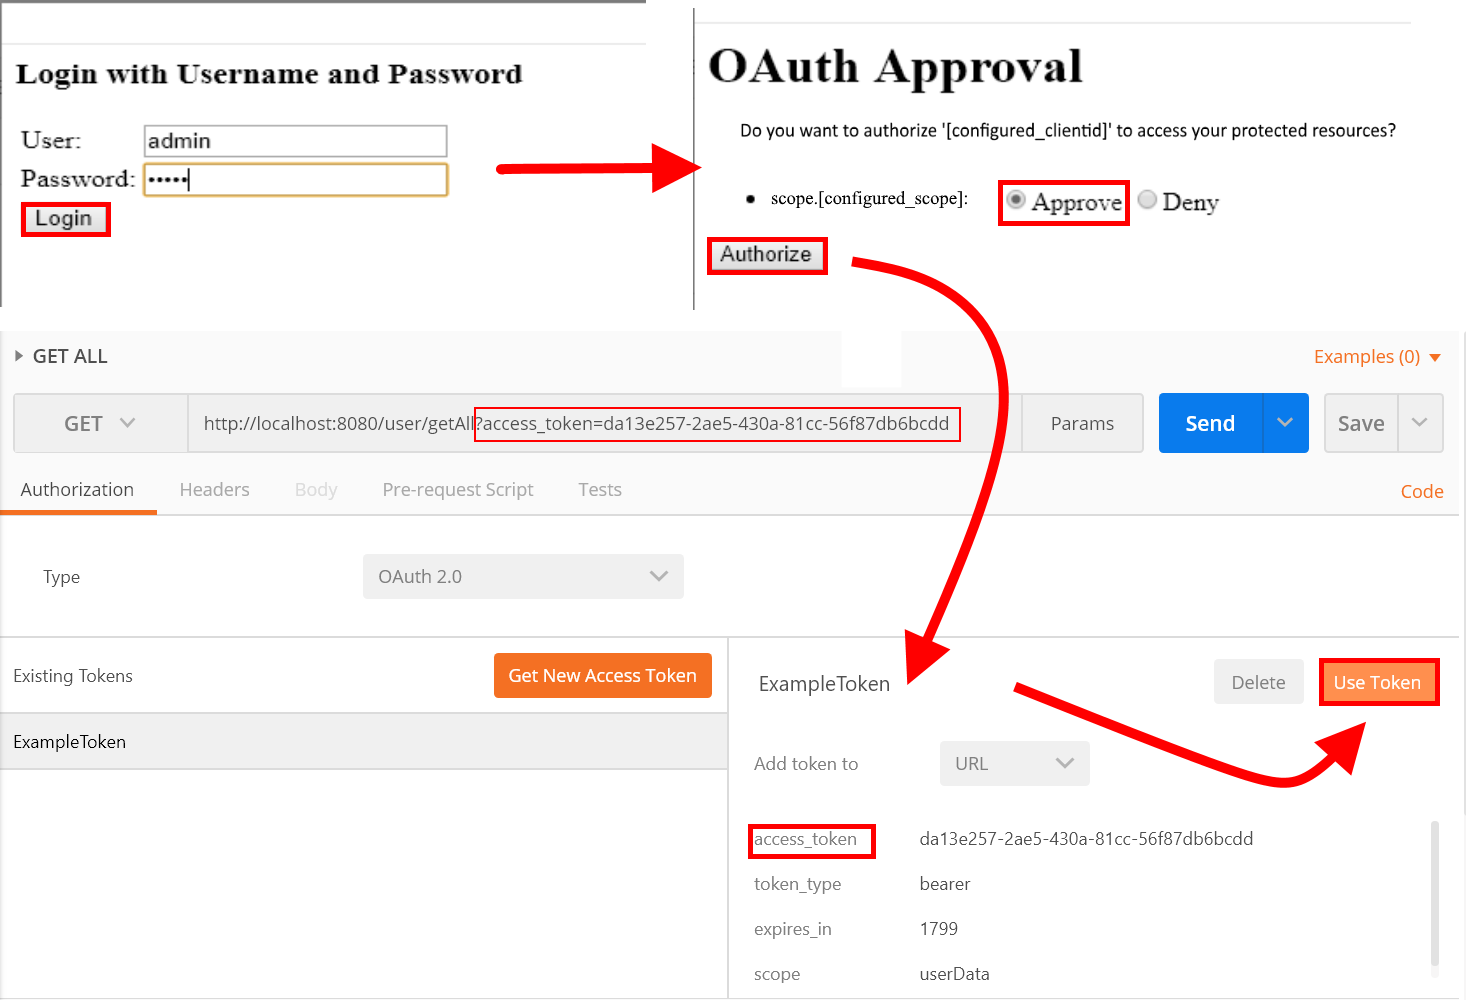 Login with Username and Password
User: admin
Password: •••••
Login
OAuth Approval
Do you want to authorize '[configured_clientid]' to access your protected resources?
• scope.[configured_scope]: Approve Deny
Authorize
GET ALL
Examples (0)
GET http://localhost:8080/user/getAll?access_token=da13e257-2ae5-430a-81cc-56f87db6bcdd Params Send Save
Authorization Headers Body Pre-request Script Tests Code
Type OAuth 2.0
Existing Tokens Get New Access Token
ExampleToken
ExampleToken Delete Use Token
Add token to URL
access_token da13e257-2ae5-430a-81cc-56f87db6bcdd
token_type bearer
expires_in 1799
scope userData